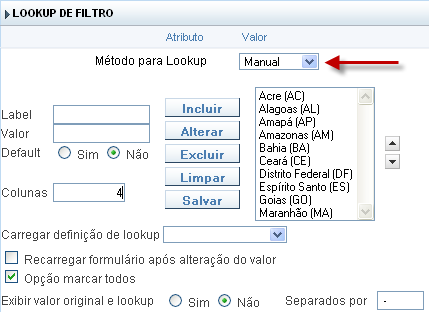 LOOKUP DE FILTRO
Atributo Valor
Método para Lookup Manual
Label
Valor
Default Sim Não
Colunas 4
Incluir
Alterar
Excluir
Limpar
Salvar
Acre (AC)
Alagoas (AL)
Amapá (AP)
Amazonas (AM)
Bahia (BA)
Ceará (CE)
Distrito Federal (DF)
Espírito Santo (ES)
Goias (GO)
Maranhão (MA)
Carregar definição de lookup
Recarregar formulário após alteração do valor
Opção marcar todos
Exibir valor original e lookup Sim Não Separados por -